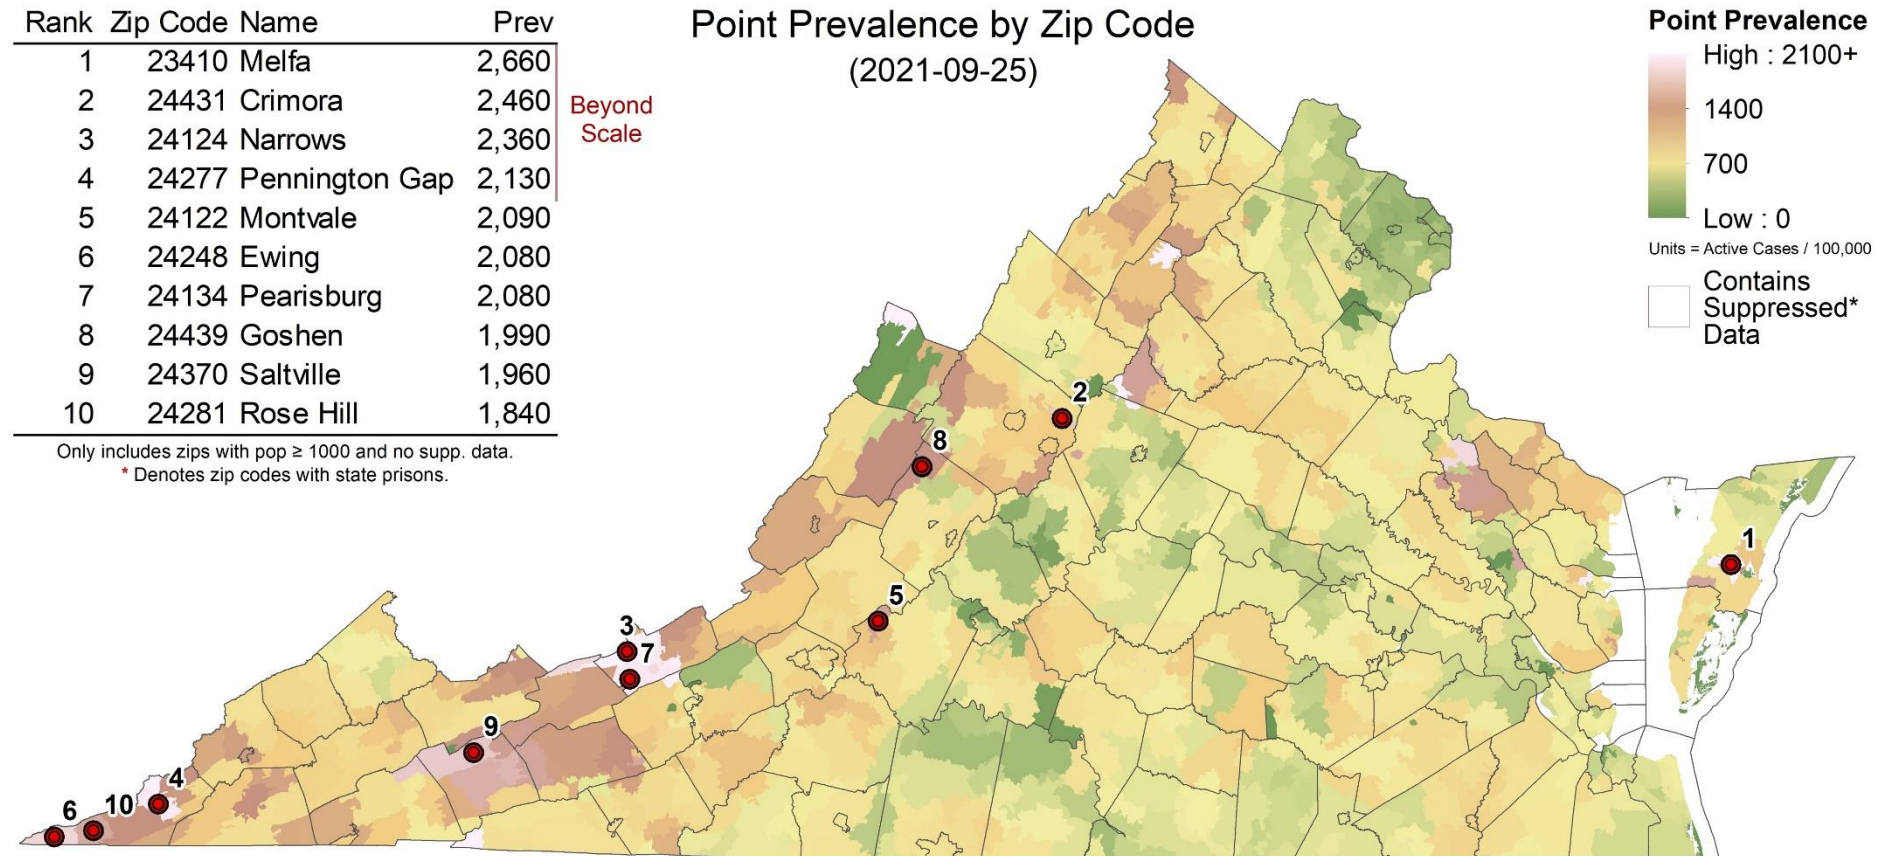 Point Prevalence by Zip Code
(2021-09-25)
Rank Zip Code Name Prev
1 23410 Melfa 2,660
2 24431 Crimora 2,460
3 24124 Narrows 2,360
4 24277 Pennington Gap 2,130
5 24122 Montvale 2,090
6 24248 Ewing 2,080
7 24134 Pearisburg 2,080
8 24439 Goshen 1,990
9 24370 Saltville 1,960
10 24281 Rose Hill 1,840
Beyond
Scale
Only includes zips with pop ≥ 1000 and no supp. data.
* Denotes zip codes with state prisons.
Point Prevalence
High : 2100+
1400
700
Low : 0
Units = Active Cases / 100,000
Contains
Suppressed*
Data
2
8
1
5
3
7
9
4
10
6